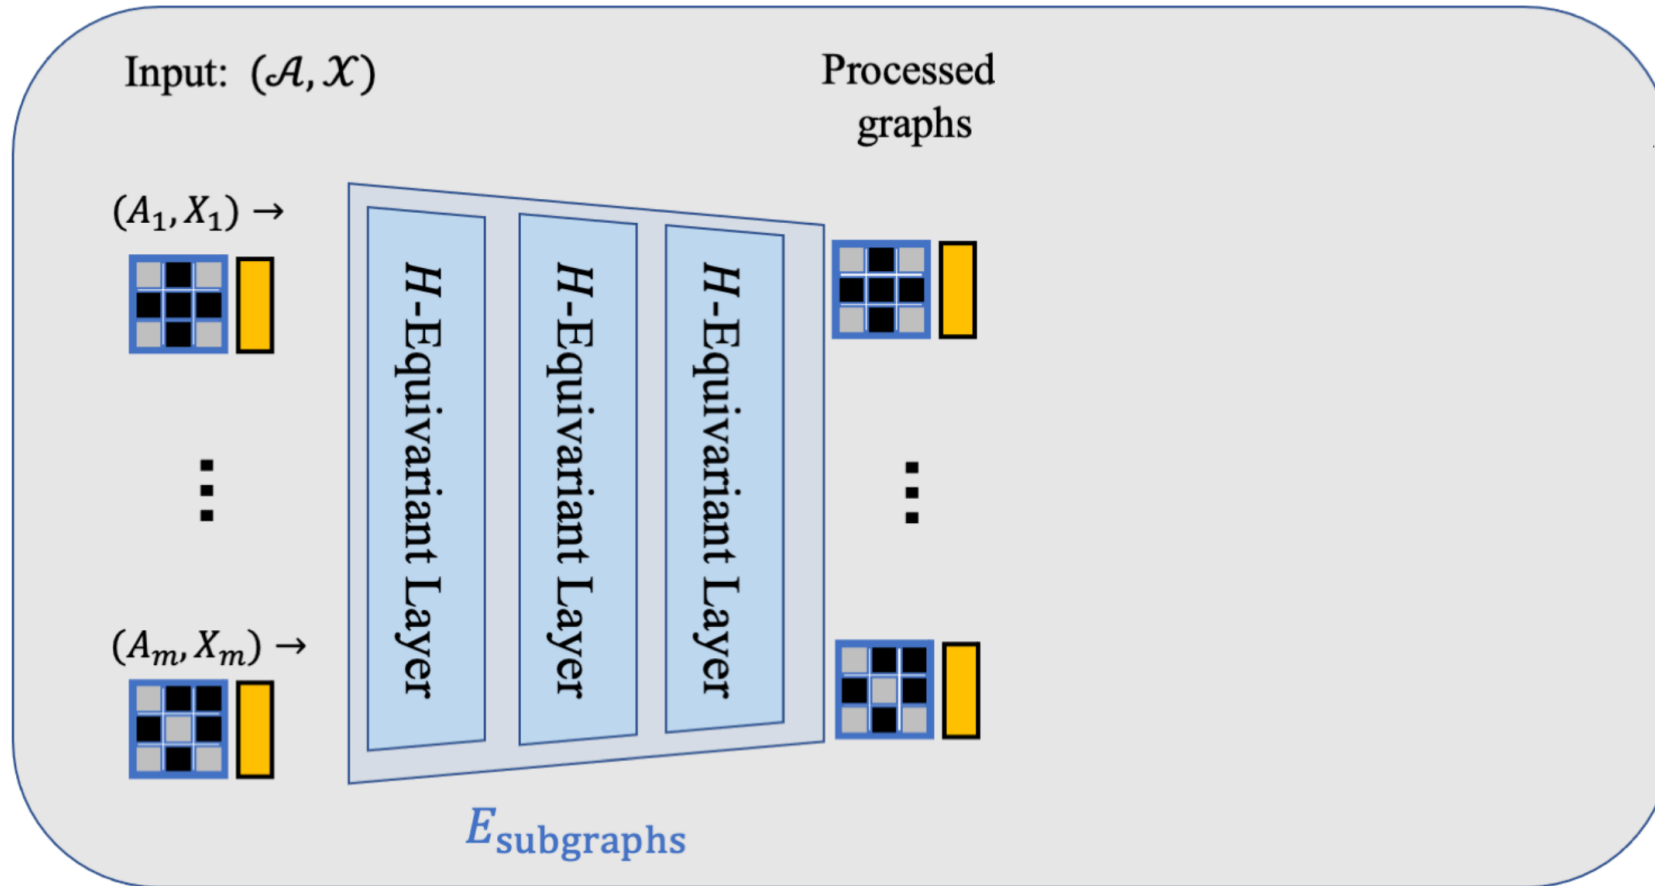 Input: (𝒜, 𝒳)
Processed
graphs
(A₁, X₁) →
H-Equivariant Layer
H-Equivariant Layer
H-Equivariant Layer
⋮
⋮
(Aₘ, Xₘ) →
E_subgraphs